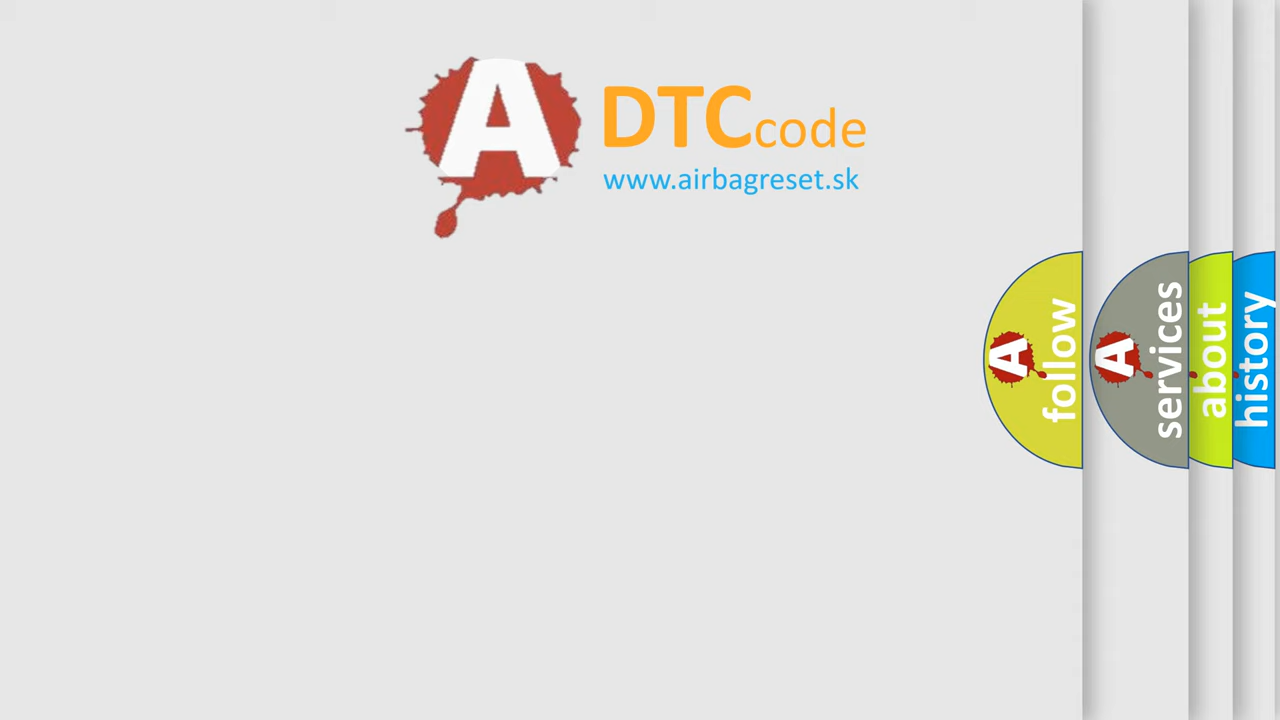 A DTCcode
www.airbagreset.sk
A follow
A services
about
history